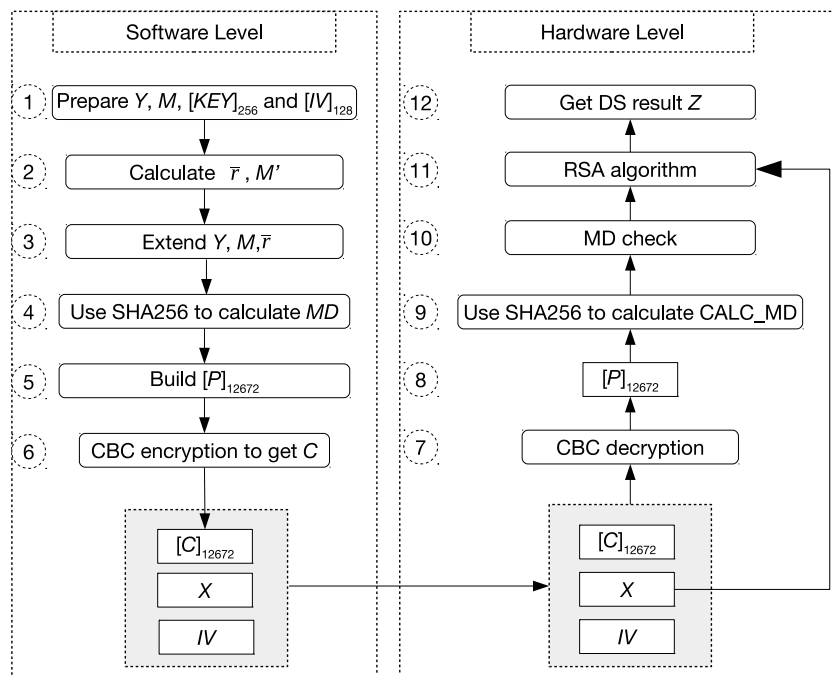 Software Level
1
Prepare Y, M, [KEY]256 and [IV]128
2
Calculate r̅ , M'
3
Extend Y, M,r̅
4
Use SHA256 to calculate MD
5
Build [P]12672
6
CBC encryption to get C
[C]12672
X
IV
Hardware Level
12
Get DS result Z
11
RSA algorithm
10
MD check
9
Use SHA256 to calculate CALC_MD
8
[P]12672
7
CBC decryption
[C]12672
X
IV